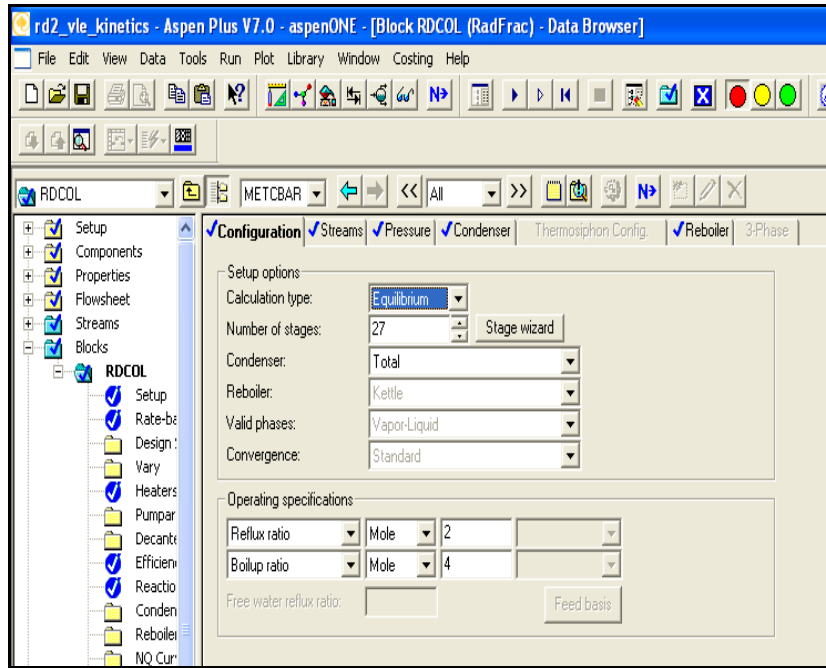 rd2_vle_kinetics - Aspen Plus V7.0 - aspenONE - [Block RDCOL (RadFrac) - Data Browser]
File Edit View Data Tools Run Plot Library Window Costing Help
N>
RDCOL METCBAR << All >> N>
Setup
Components
Properties
Flowsheet
Streams
Blocks
RDCOL
Setup
Rate-ba
Design
Vary
Heaters
Pumpar
Decante
Efficien
Reactio
Conden
Reboiler
NQ Cur
Configuration Streams Pressure Condenser Thermosiphon Config. Reboiler 3-Phase
Setup options
Calculation type: Equilibrium
Number of stages: 27 Stage wizard
Condenser: Total
Reboiler: Kettle
Valid phases: Vapor-Liquid
Convergence: Standard
Operating specifications
Reflux ratio Mole 2
Boilup ratio Mole 4
Free water reflux ratio: Feed basis